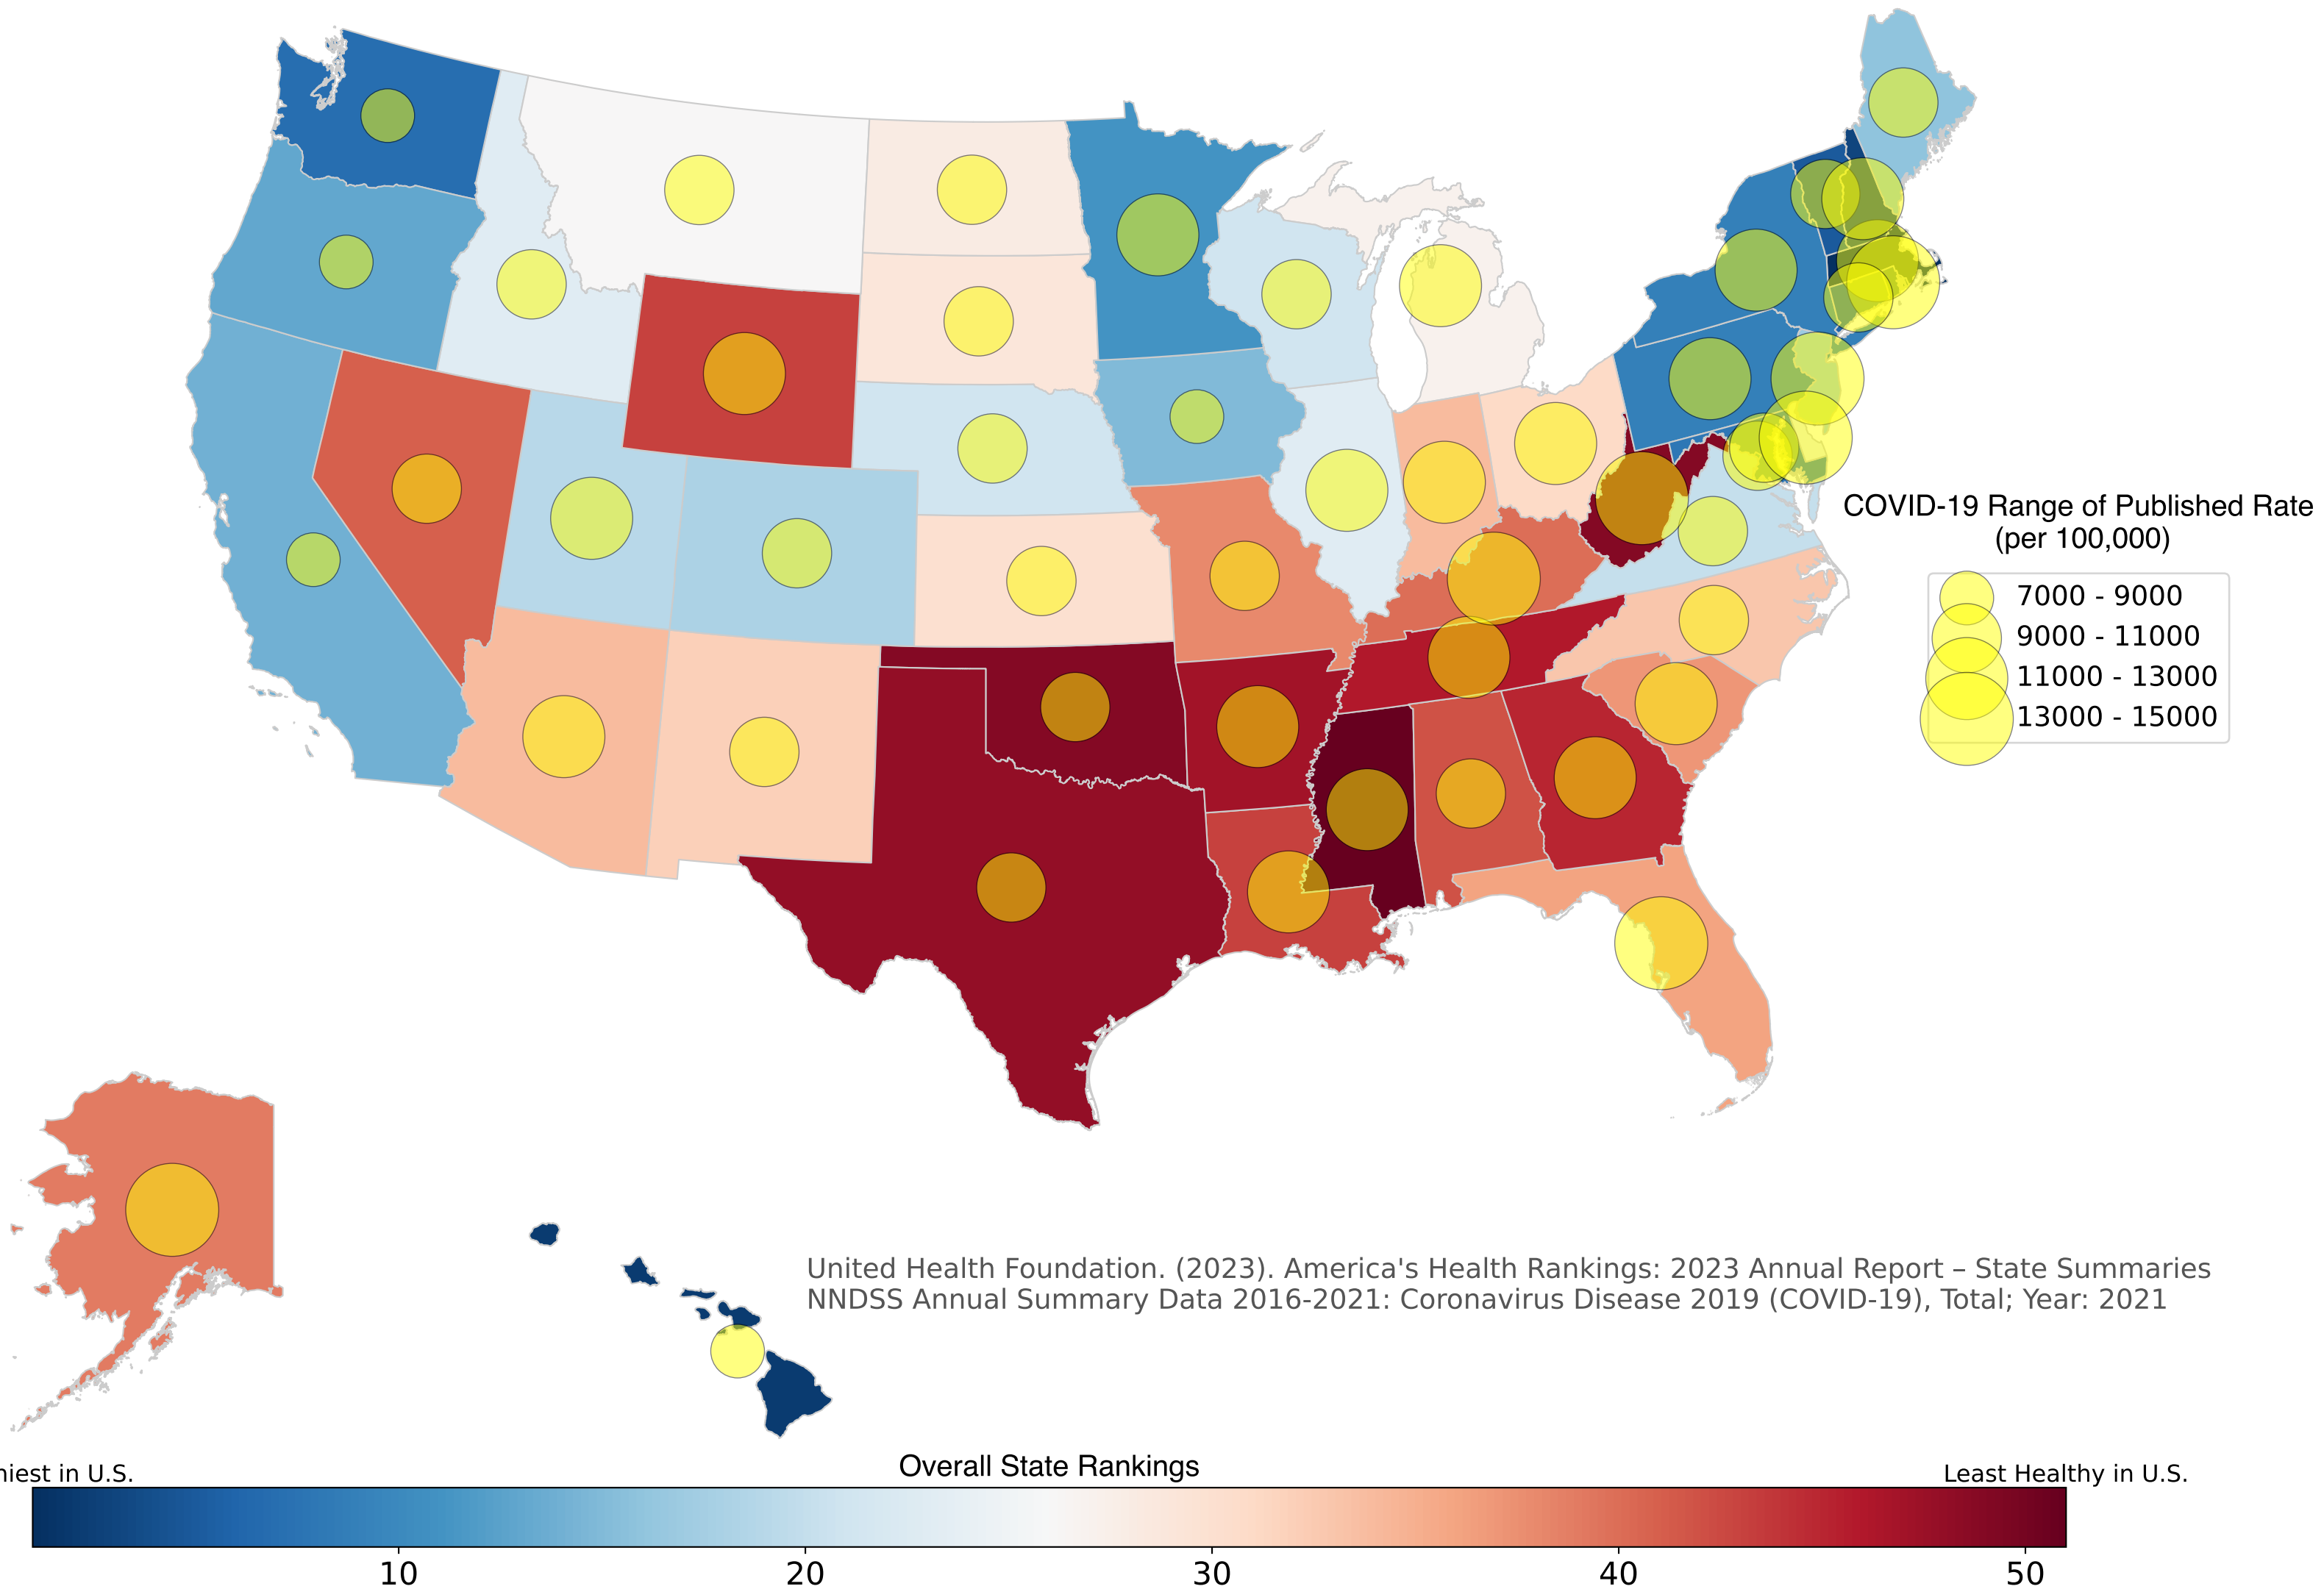 COVID-19 Range of Published Rate
(per 100,000)
7000 - 9000
9000 - 11000
11000 - 13000
13000 - 15000
United Health Foundation. (2023). America's Health Rankings: 2023 Annual Report – State Summaries
NNDSS Annual Summary Data 2016-2021: Coronavirus Disease 2019 (COVID-19), Total; Year: 2021
Overall State Rankings
in U.S.
Least Healthy in U.S.
10
20
30
40
50